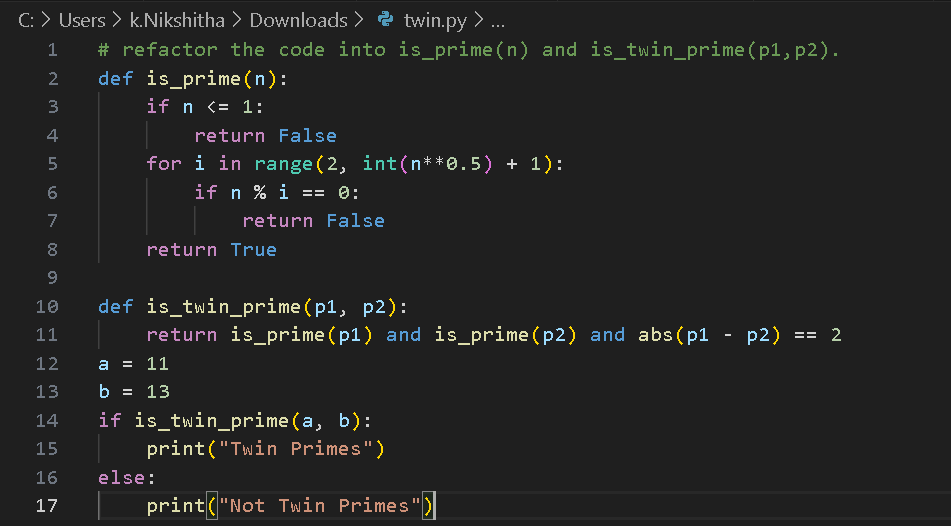 C: > Users > k.Nikshitha > Downloads > twin.py > ...
1 # refactor the code into is_prime(n) and is_twin_prime(p1,p2).
2 def is_prime(n):
3     if n <= 1:
4         return False
5     for i in range(2, int(n**0.5) + 1):
6         if n % i == 0:
7             return False
8     return True
9
10 def is_twin_prime(p1, p2):
11     return is_prime(p1) and is_prime(p2) and abs(p1 - p2) == 2
12 a = 11
13 b = 13
14 if is_twin_prime(a, b):
15     print("Twin Primes")
16 else:
17     print("Not Twin Primes")